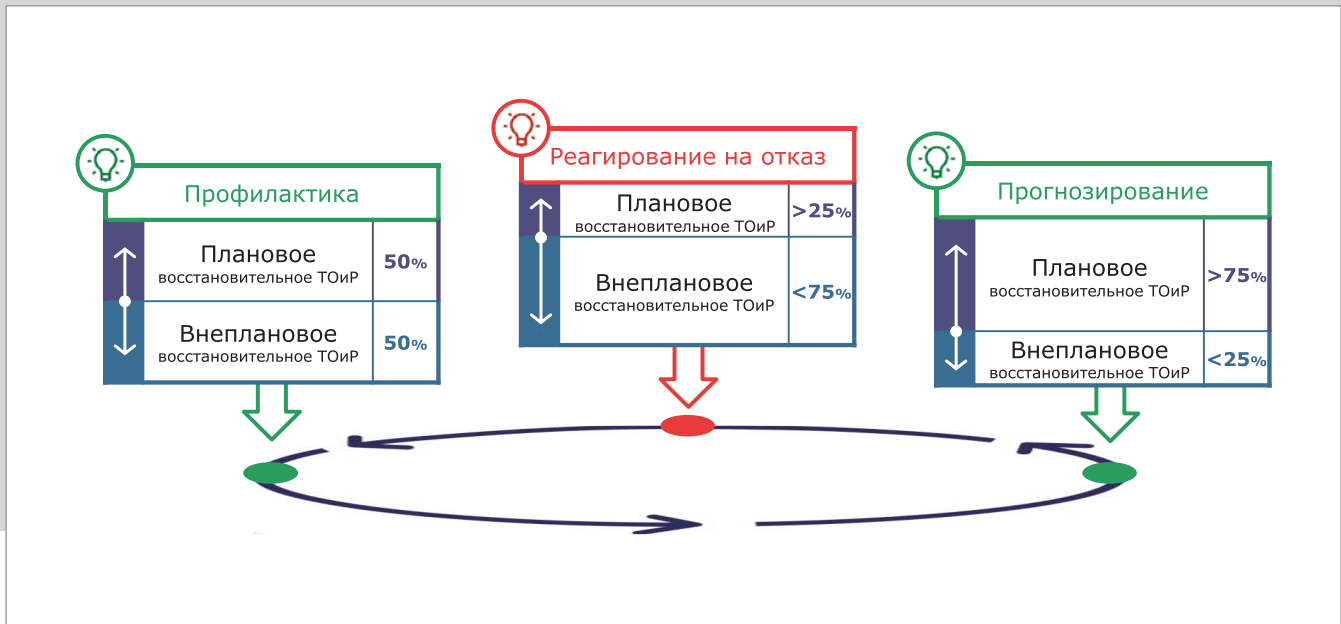 Профилактика
Плановое
восстановительное ТОиР
50%
Внеплановое
восстановительное ТОиР
50%
Реагирование на отказ
Плановое
восстановительное ТОиР
>25%
Внеплановое
восстановительное ТОиР
<75%
Прогнозирование
Плановое
восстановительное ТОиР
>75%
Внеплановое
восстановительное ТОиР
<25%